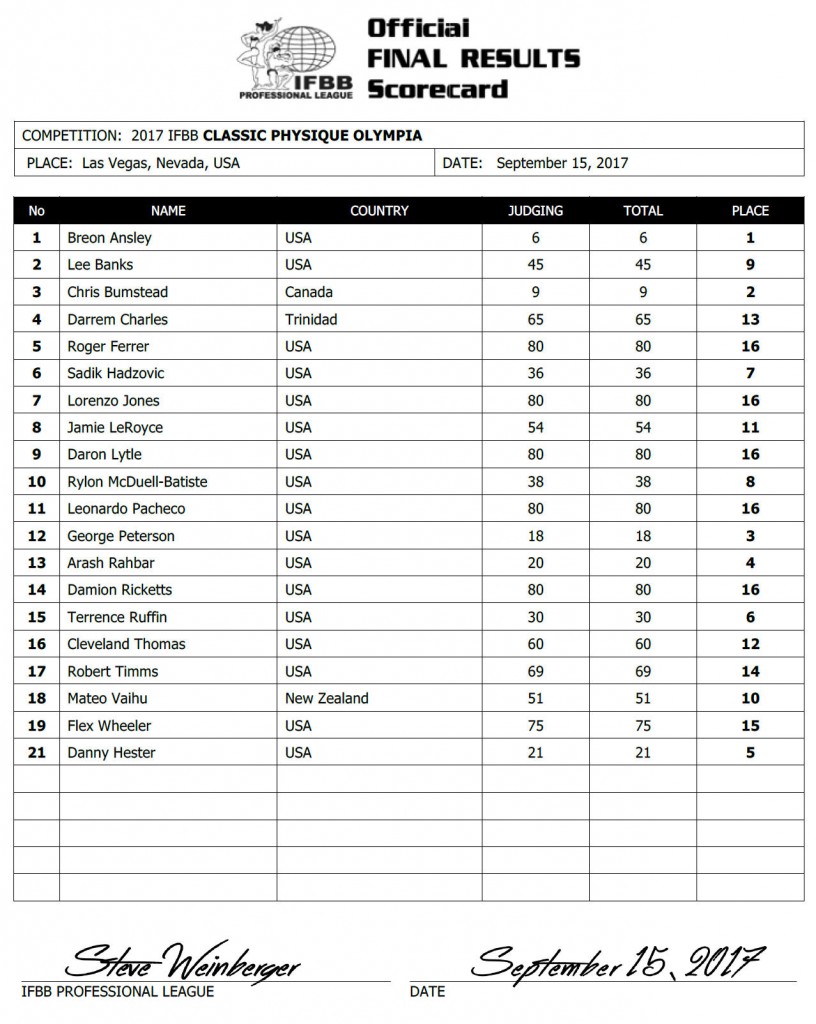 IFBB
PROFESSIONAL LEAGUE
Official
FINAL RESULTS
Scorecard
COMPETITION: 2017 IFBB CLASSIC PHYSIQUE OLYMPIA
PLACE: Las Vegas, Nevada, USA DATE: September 15, 2017
No NAME COUNTRY JUDGING TOTAL PLACE
1 Breon Ansley USA 6 6 1
2 Lee Banks USA 45 45 9
3 Chris Bumstead Canada 9 9 2
4 Darrem Charles Trinidad 65 65 13
5 Roger Ferrer USA 80 80 16
6 Sadik Hadzovic USA 36 36 7
7 Lorenzo Jones USA 80 80 16
8 Jamie LeRoyce USA 54 54 11
9 Daron Lytle USA 80 80 16
10 Rylon McDuell-Batiste USA 38 38 8
11 Leonardo Pacheco USA 80 80 16
12 George Peterson USA 18 18 3
13 Arash Rahbar USA 20 20 4
14 Damion Ricketts USA 80 80 16
15 Terrence Ruffin USA 30 30 6
16 Cleveland Thomas USA 60 60 12
17 Robert Timms USA 69 69 14
18 Mateo Vaihu New Zealand 51 51 10
19 Flex Wheeler USA 75 75 15
21 Danny Hester USA 21 21 5
Steve Weinberger September 15, 2017
IFBB PROFESSIONAL LEAGUE DATE